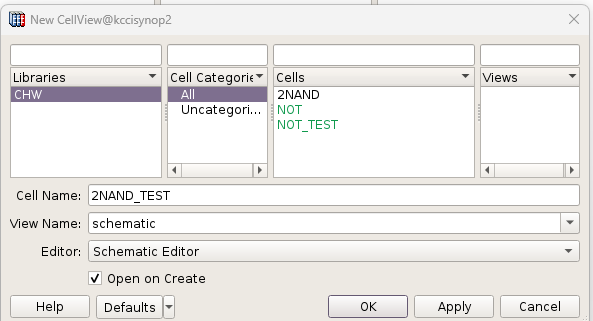 New CellView@kccisynop2
Libraries
Cell Categorie
Cells
Views
CHW
All
Uncategori...
2NAND
NOT
NOT_TEST
Cell Name: 2NAND_TEST
View Name: schematic
Editor: Schematic Editor
Open on Create
Help Defaults OK Apply Cancel